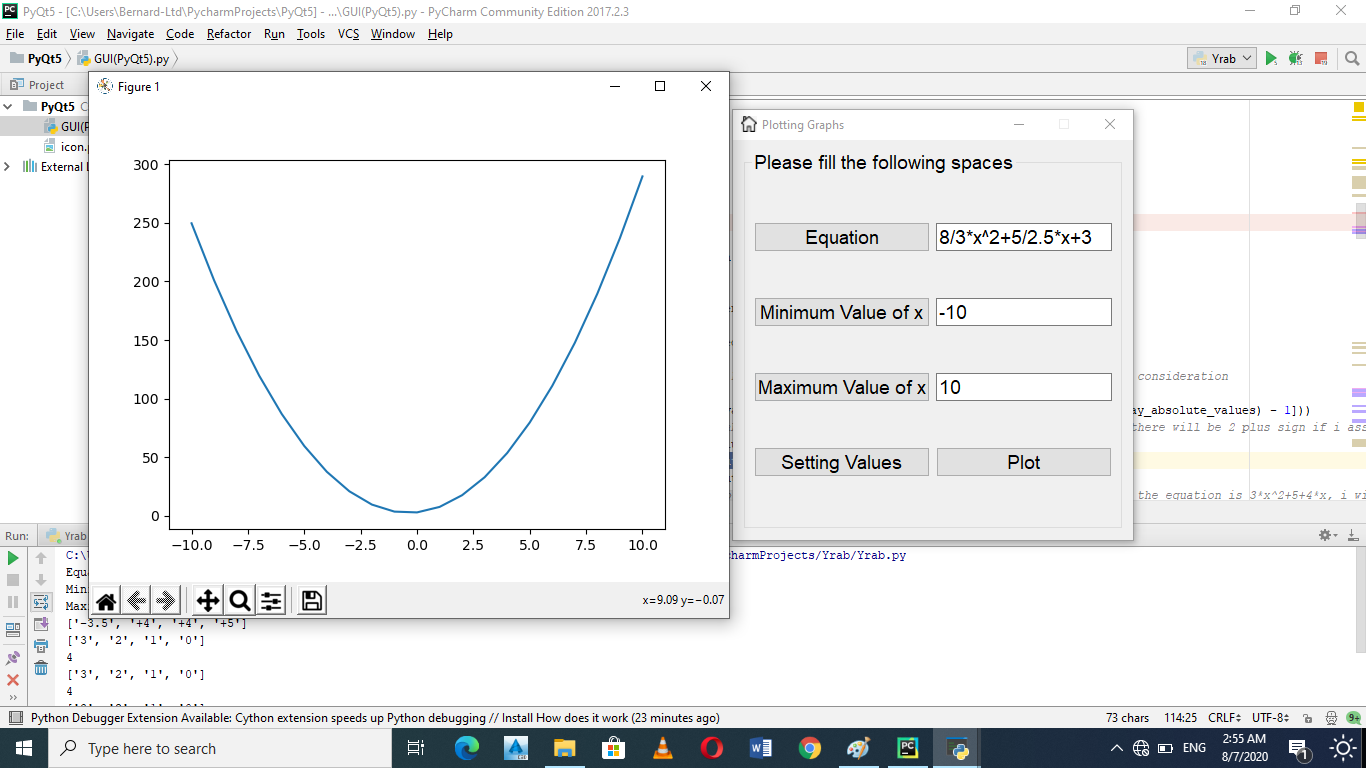 PyQt5 - [C:\Users\Bernard-Ltd\PycharmProjects\PyQt5] - ...\GUI(PyQt5).py - PyCharm Community Edition 2017.2.3
File Edit View Navigate Code Refactor Run Tools VCS Window Help
PyQt5 GUI(PyQt5).py Yrab
Project
PyQt5
icon.
External
Figure 1
300
250
200
150
100
50
0
−10.0 −7.5 −5.0 −2.5 0.0 2.5 5.0 7.5 10.0
x=9.09 y=−0.07
Plotting Graphs
Please fill the following spaces
Equation 8/3*x^2+5/2.5*x+3
Minimum Value of x -10
Maximum Value of x 10
Setting Values Plot
consideration
ay_absolute_values) - 1]))
there will be 2 plus sign if i ass
the equation is 3*x^2+5+4*x, i wi
Run: Yrab
C:\ harmProjects/Yrab/Yrab.py
Equ
Min
Max
['-3.5', '+4', '+4', '+5']
['3', '2', '1', '0']
4
['3', '2', '1', '0']
4
Python Debugger Extension Available: Cython extension speeds up Python debugging // Install How does it work (23 minutes ago) 73 chars 114:25 CRLF UTF-8 9+
Type here to search ENG 2:55 AM
8/7/2020 1